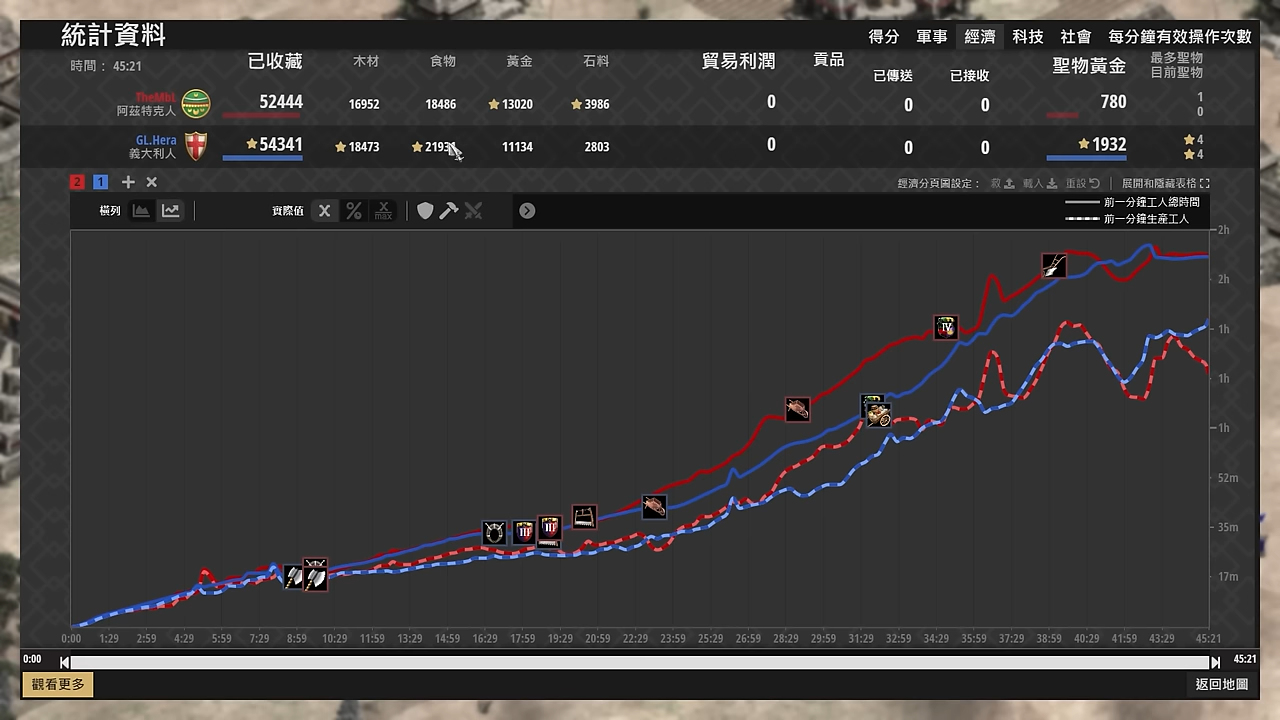 統計資料
得分 軍事 經濟 科技 社會 每分鐘有效操作次數
時間： 45:21
已收藏 木材 食物 黃金 石料 貿易利潤 貢品 已傳送 已接收 聖物黃金 最多聖物 目前聖物
TheMbL
阿茲特克人
52444 16952 18486 13020 3986 0 0 0 780 1 0
GL.Hera
義大利人
54341 18473 11134 2803 0 0 0 1932 4 4
2 1
經濟分頁圖設定： 載入 重設 展開和隱藏表格
橫列 實際值 X % X max
前一分鐘工人總時間
前一分鐘生產工人
2h
2h
1h
1h
1h
52m
35m
17m
IV
III III
0:00 1:29 2:59 4:29 5:59 7:29 8:59 10:29 11:59 13:29 14:59 16:29 17:59 19:29 20:59 22:29 23:59 25:29 26:59 28:29 29:59 31:29 32:59 34:29 35:59 37:29 38:59 40:29 41:59 43:29 45:21
0:00 45:21
觀看更多 返回地圖